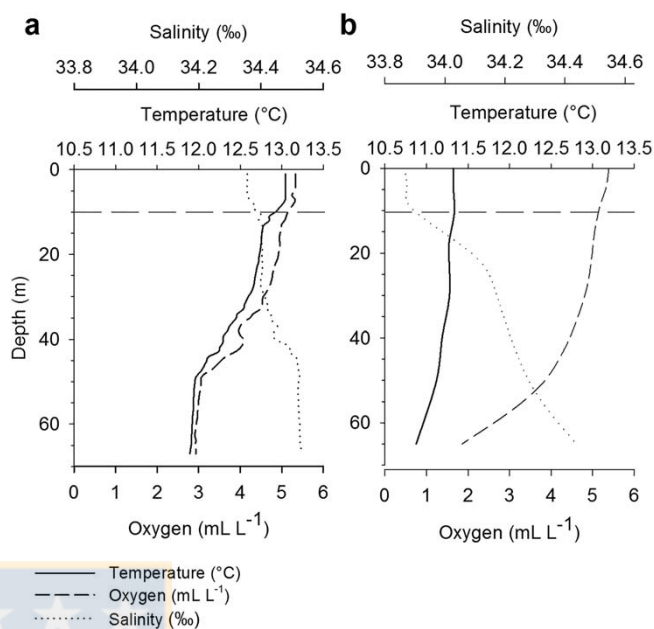 a
Salinity (‰)
33.8 34.0 34.2 34.4 34.6
Temperature (°C)
10.5 11.0 11.5 12.0 12.5 13.0 13.5
0
20
40
60
Depth (m)
0 1 2 3 4 5 6
Oxygen (mL L⁻¹)
b
Salinity (‰)
33.8 34.0 34.2 34.4 34.6
Temperature (°C)
10.5 11.0 11.5 12.0 12.5 13.0 13.5
0
20
40
60
0 1 2 3 4 5 6
Oxygen (mL L⁻¹)
Temperature (°C)
Oxygen (mL L⁻¹)
Salinity (‰)